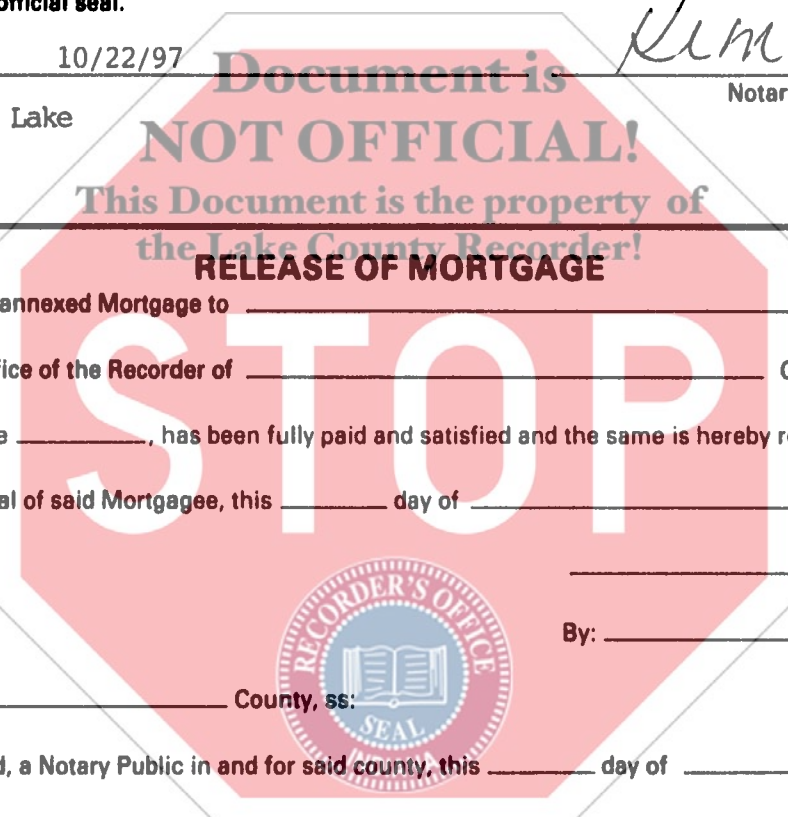 official seal.
10/22/97
Notar
Lake
Document is
NOT OFFICIAL!
This Document is the property of
the Lake County Recorder!
RELEASE OF MORTGAGE
annexed Mortgage to
ice of the Recorder of
e , has been fully paid and satisfied and the same is hereby r
al of said Mortgagee, this day of
STOP
By:
RECORDER'S OFFICE
SEAL
INDIANA
County, ss:
d, a Notary Public in and for said county, this day of